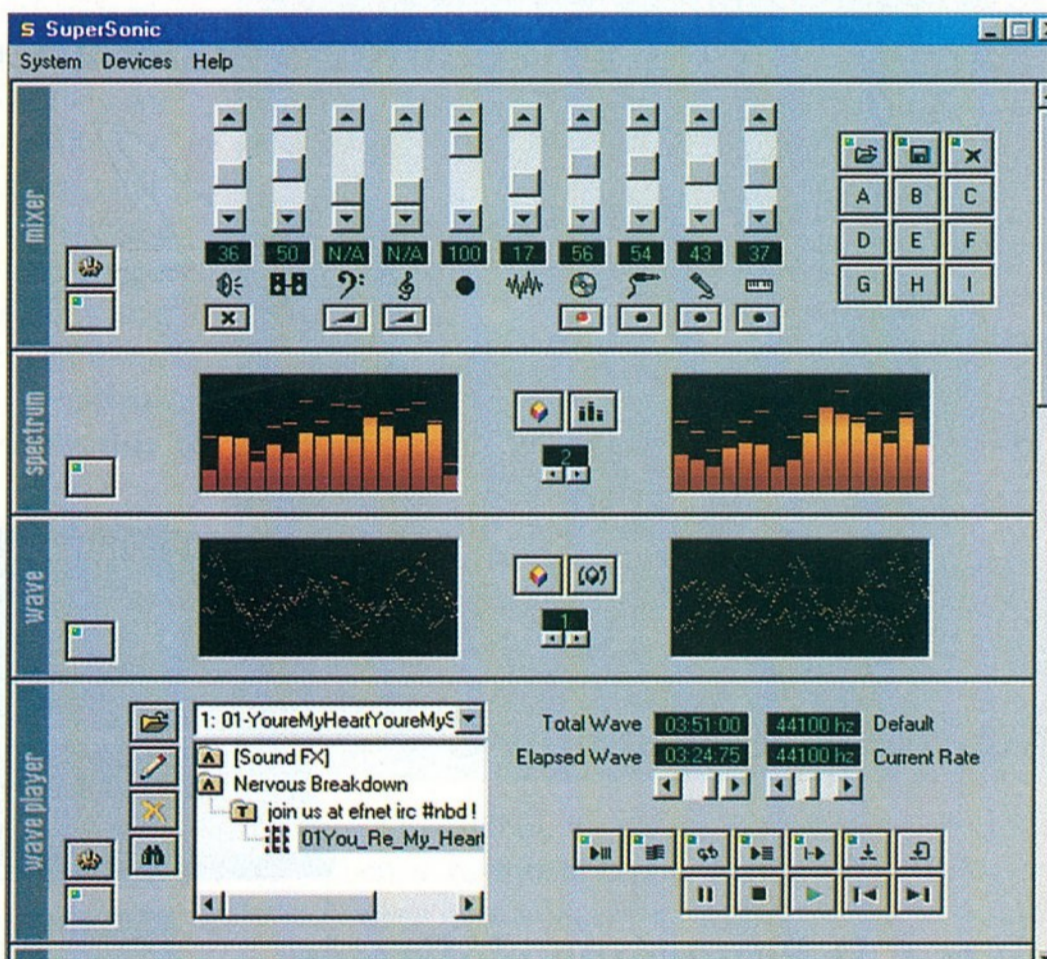 S SuperSonic
System Devices Help
mixer
36 50 N/A N/A 100 17 56 54 43 37
A B C
D E F
G H I
spectrum
2
wave
1
wave player
1: 01-YoureMyHeartYoureMyS
[Sound FX]
Nervous Breakdown
join us at efnet irc #nbd !
01You_Re_My_Heart
Total Wave 03:51:00 44100 hz Default
Elapsed Wave 03:24:75 44100 hz Current Rate